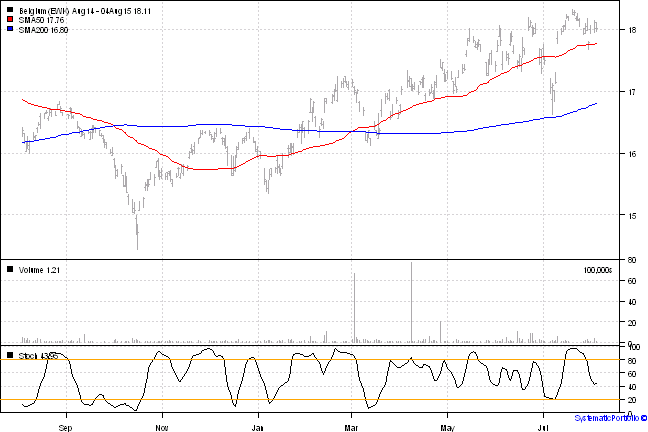 Belgium (EWK) Aug14 - 04Aug15 18.11
SMA50 17.76
SMA200 16.80
18
17
16
15
Volume 1.21
100,000s
80
60
40
20
0
Stoch 43.95
100
80
60
40
20
0
Sep
Nov
Jan
Mar
May
Jul
SystematicPortfolio ©